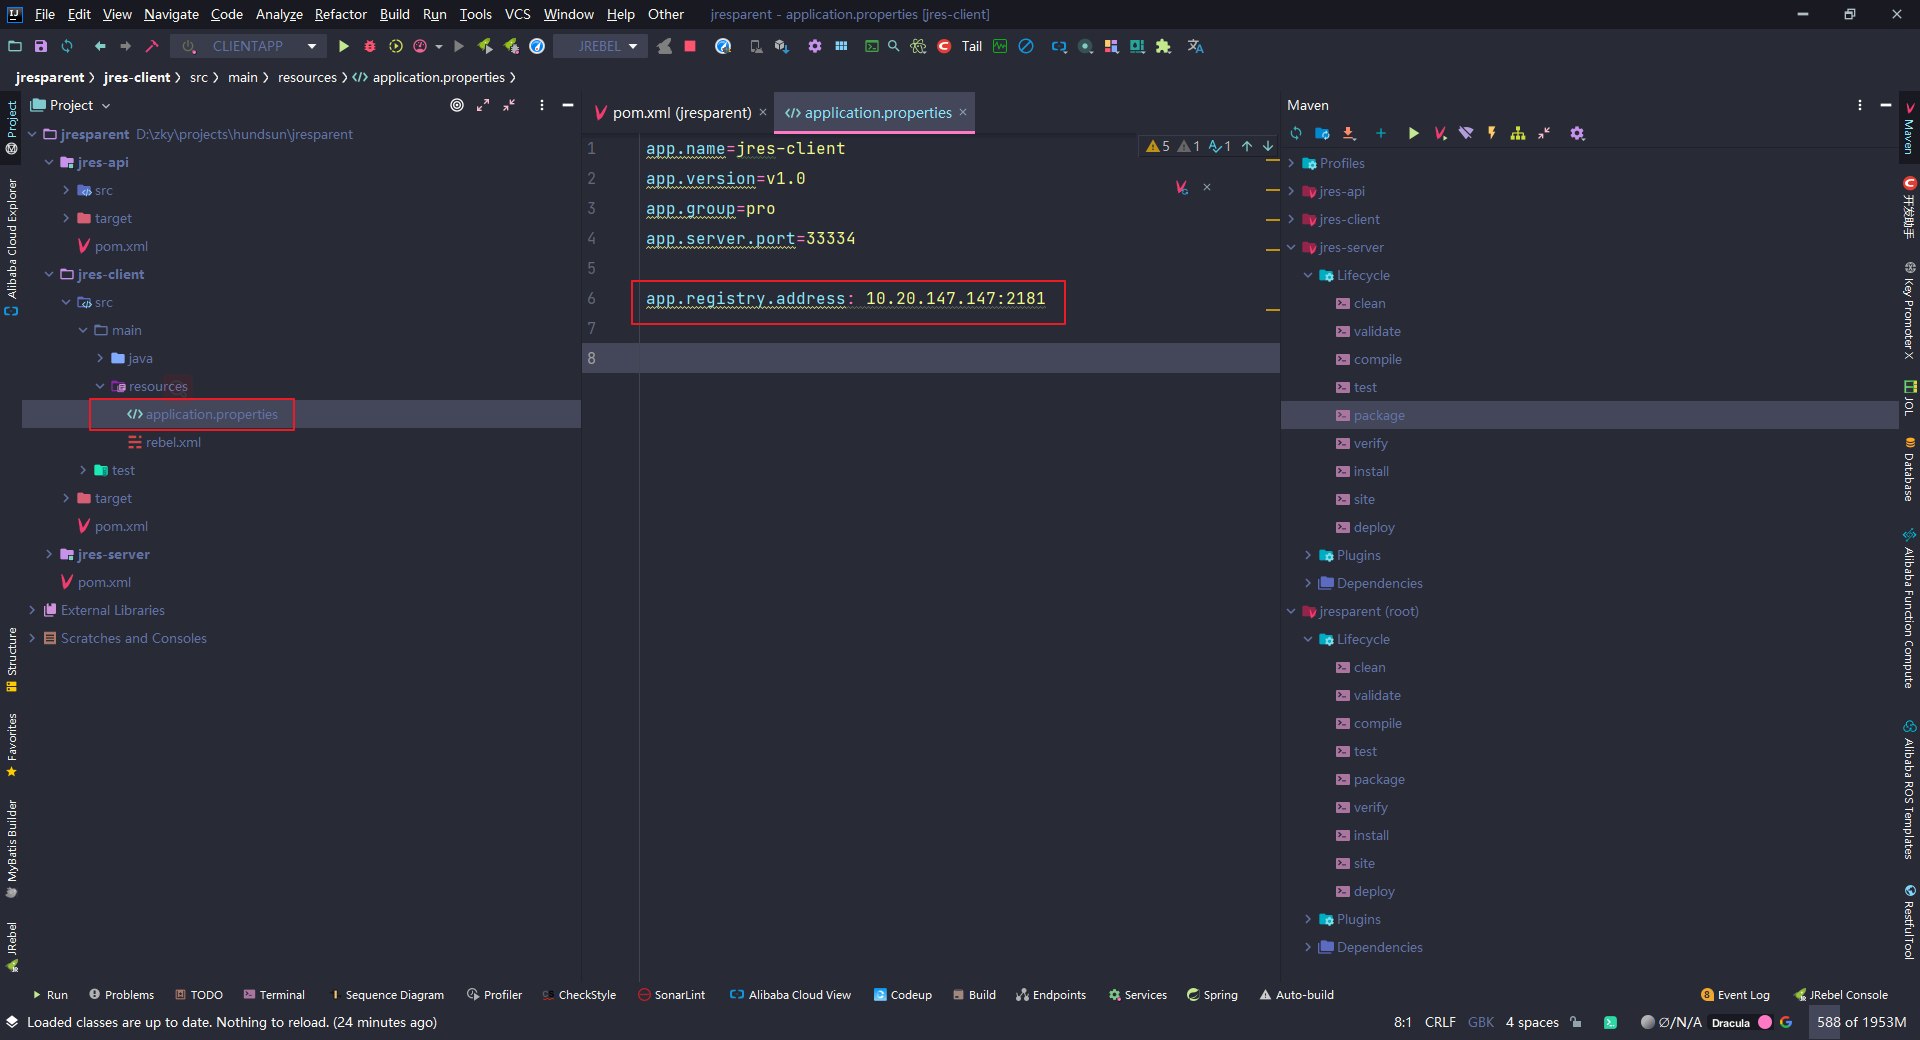 File Edit View Navigate Code Analyze Refactor Build Run Tools VCS Window Help Other jresparent - application.properties [jres-client]
CLIENTAPP JREBEL Tail
jresparent jres-client src main resources application.properties
Project
jresparent D:\zky\projects\hundsun\jresparent
jres-api
src
target
pom.xml
jres-client
src
main
java
resources
application.properties
rebel.xml
test
target
pom.xml
jres-server
pom.xml
External Libraries
Scratches and Consoles
pom.xml (jresparent) application.properties
5 1 1
1 app.name=jres-client
2 app.version=v1.0
3 app.group=pro
4 app.server.port=33334
5
6 app.registry.address: 10.20.147.147:2181
7
8
Maven
Profiles
jres-api
jres-client
jres-server
Lifecycle
clean
validate
compile
test
package
verify
install
site
deploy
Plugins
Dependencies
jresparent (root)
Lifecycle
clean
validate
compile
test
package
verify
install
site
deploy
Plugins
Dependencies
Project
Alibaba Cloud Explorer
Structure
Favorites
MyBatis Builder
JRebel
Maven
开发助手
Key Promoter X
JOL
Database
Alibaba Function Compute
Alibaba ROS Templates
RestfulTool
Run Problems TODO Terminal Sequence Diagram Profiler CheckStyle SonarLint Alibaba Cloud View Codeup Build Endpoints Services Spring Auto-build 8 Event Log JRebel Console
Loaded classes are up to date. Nothing to reload. (24 minutes ago) 8:1 CRLF GBK 4 spaces Ø/N/A Dracula 588 of 1953M